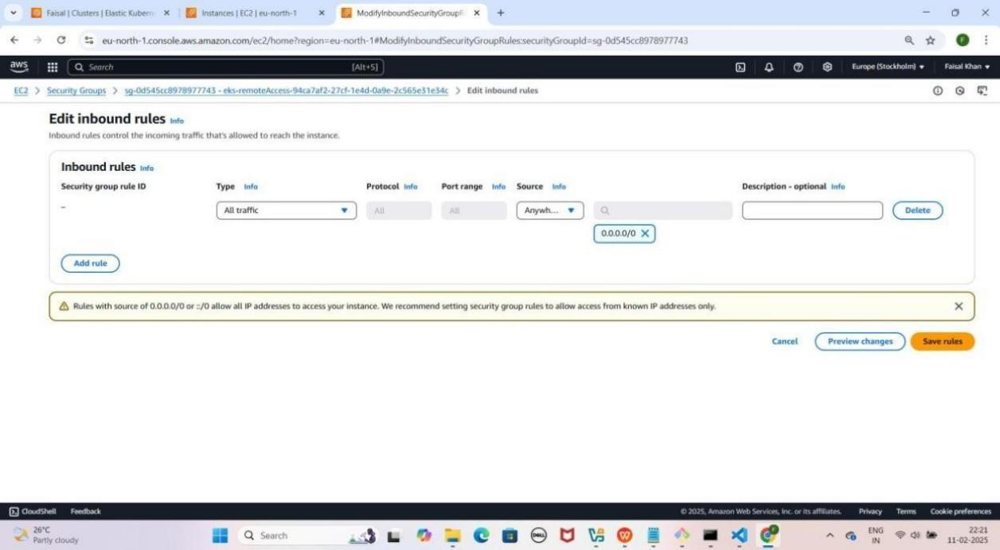 Faisal | Clusters | Elastic Kubern
Instances | EC2 | eu-north-1
ModifyInboundSecurityGroupR
eu-north-1.console.aws.amazon.com/ec2/home?region=eu-north-1#ModifyInboundSecurityGroupRules:securityGroupId=sg-0d545cc8978977743
F
aws
Search
[Alt+S]
Europe (Stockholm)
Faisal Khan
EC2 > Security Groups > sg-0d545cc8978977743 - eks-remoteAccess-94ca7af2-27cf-1e4d-0a9e-2c565e31e34c > Edit inbound rules
Edit inbound rules Info
Inbound rules control the incoming traffic that's allowed to reach the instance.
Inbound rules Info
Security group rule ID Type Info Protocol Info Port range Info Source Info Description - optional Info
– All traffic All All Anywh... Delete
0.0.0.0/0
Add rule
Rules with source of 0.0.0.0/0 or ::/0 allow all IP addresses to access your instance. We recommend setting security group rules to allow access from known IP addresses only.
Cancel Preview changes Save rules
CloudShell Feedback © 2025, Amazon Web Services, Inc. or its affiliates. Privacy Terms Cookie preferences
26°C
Partly cloudy
Search
DELL
ENG
IN
22:21
11-02-2025